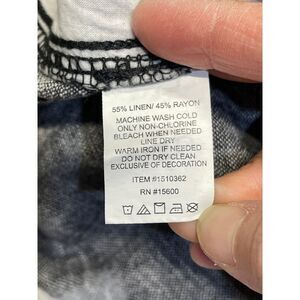 55% LINEN/ 45% RAYON
MACHINE WASH COLD
ONLY NON-CHLORINE
BLEACH WHEN NEEDED
LINE DRY
WARM IRON IF NEEDED
DO NOT DRY CLEAN
EXCLUSIVE OF DECORATION
ITEM #1510362
RN #15600